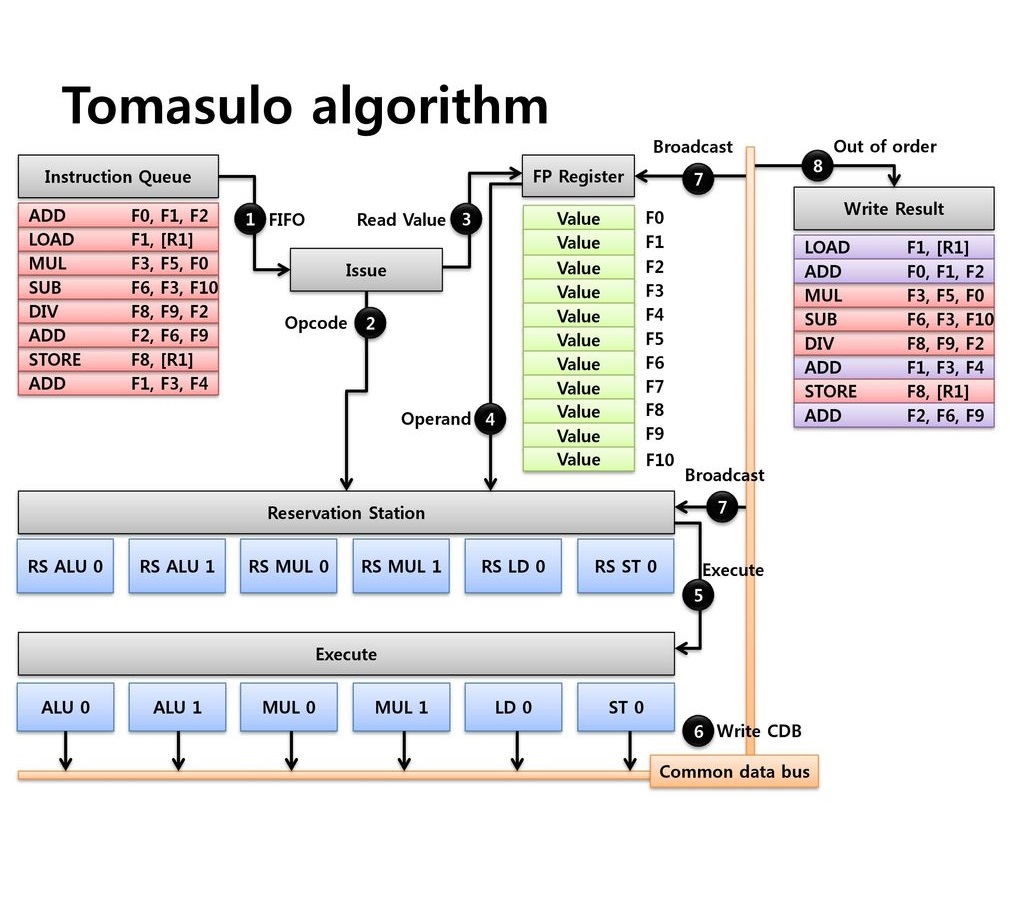 Tomasulo algorithm
Instruction Queue
ADD F0, F1, F2
LOAD F1, [R1]
MUL F3, F5, F0
SUB F6, F3, F10
DIV F8, F9, F2
ADD F2, F6, F9
STORE F8, [R1]
ADD F1, F3, F4
1 FIFO
Issue
Read Value 3
Opcode 2
Operand 4
FP Register
Value F0
Value F1
Value F2
Value F3
Value F4
Value F5
Value F6
Value F7
Value F8
Value F9
Value F10
Broadcast
7
8 Out of order
Write Result
LOAD F1, [R1]
ADD F0, F1, F2
MUL F3, F5, F0
SUB F6, F3, F10
DIV F8, F9, F2
ADD F1, F3, F4
STORE F8, [R1]
ADD F2, F6, F9
Broadcast
7
Reservation Station
RS ALU 0 RS ALU 1 RS MUL 0 RS MUL 1 RS LD 0 RS ST 0
Execute
5
Execute
ALU 0 ALU 1 MUL 0 MUL 1 LD 0 ST 0
6 Write CDB
Common data bus